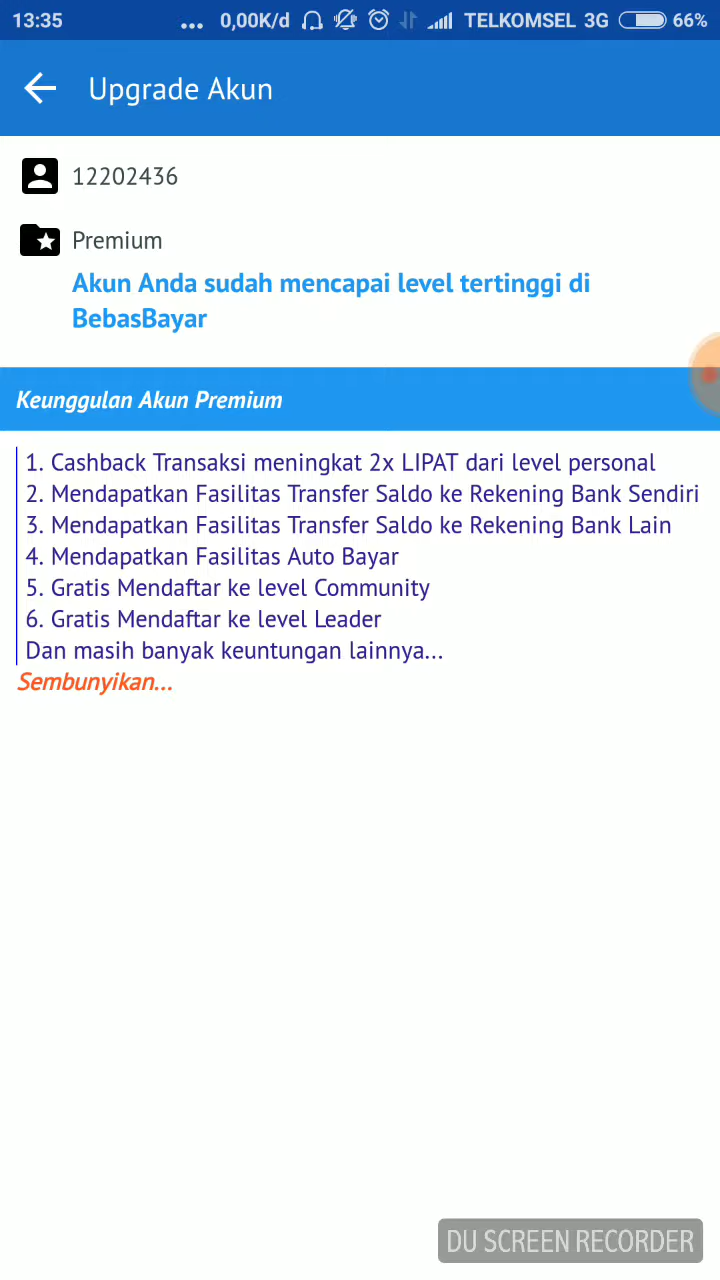 13:35 ... 0,00K/d TELKOMSEL 3G 66%
Upgrade Akun
12202436
Premium
Akun Anda sudah mencapai level tertinggi di
BebasBayar
Keunggulan Akun Premium
1. Cashback Transaksi meningkat 2x LIPAT dari level personal
2. Mendapatkan Fasilitas Transfer Saldo ke Rekening Bank Sendiri
3. Mendapatkan Fasilitas Transfer Saldo ke Rekening Bank Lain
4. Mendapatkan Fasilitas Auto Bayar
5. Gratis Mendaftar ke level Community
6. Gratis Mendaftar ke level Leader
Dan masih banyak keuntungan lainnya...
Sembunyikan...
DU SCREEN RECORDER